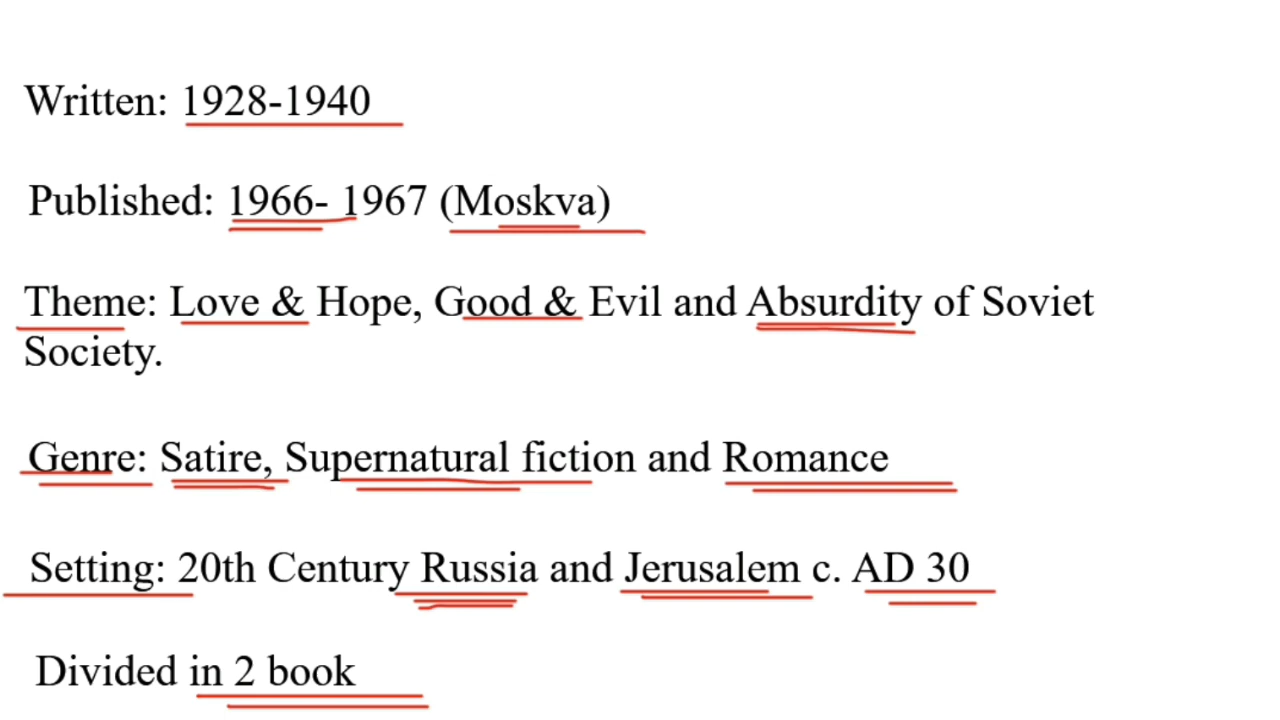 Written: 1928-1940
Published: 1966- 1967 (Moskva)
Theme: Love & Hope, Good & Evil and Absurdity of Soviet
Society.
Genre: Satire, Supernatural fiction and Romance
Setting: 20th Century Russia and Jerusalem c. AD 30
Divided in 2 book